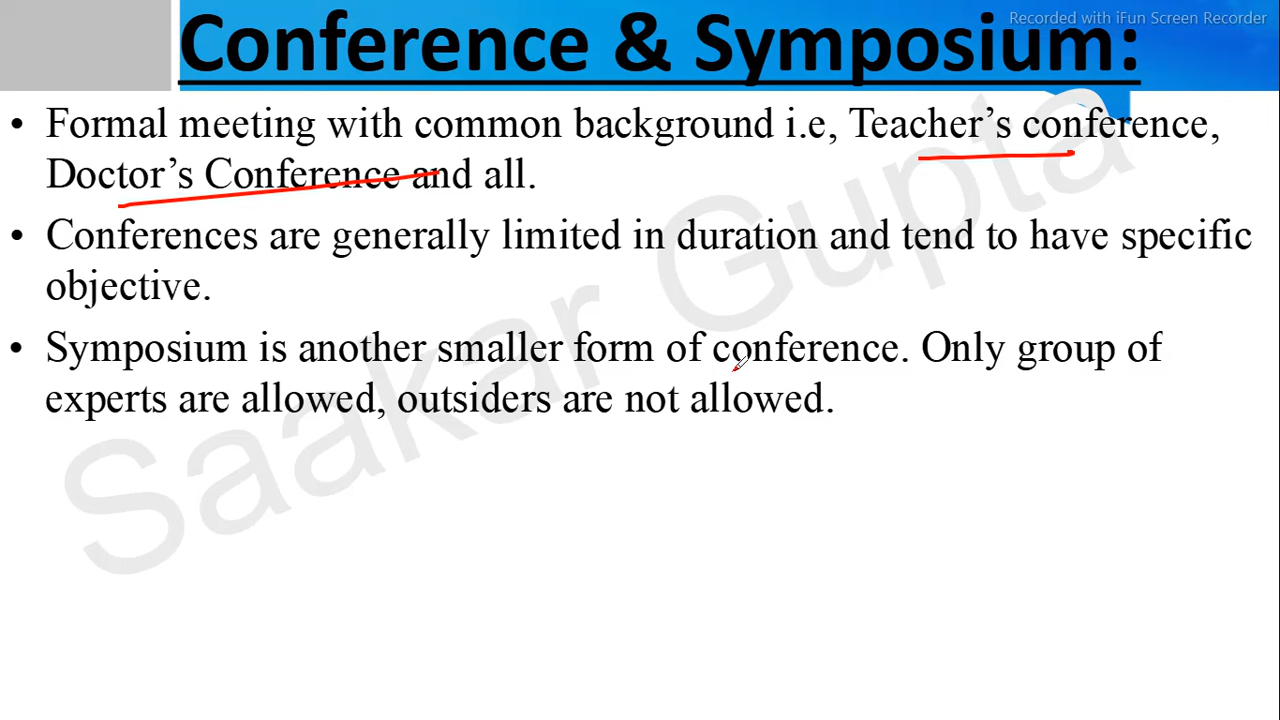 Recorded with iFun Screen Recorder
Conference & Symposium:
• Formal meeting with common background i.e, Teacher’s conference,
Doctor’s Conference and all.
• Conferences are generally limited in duration and tend to have specific
objective.
• Symposium is another smaller form of conference. Only group of
experts are allowed, outsiders are not allowed.
Saakar Gupta